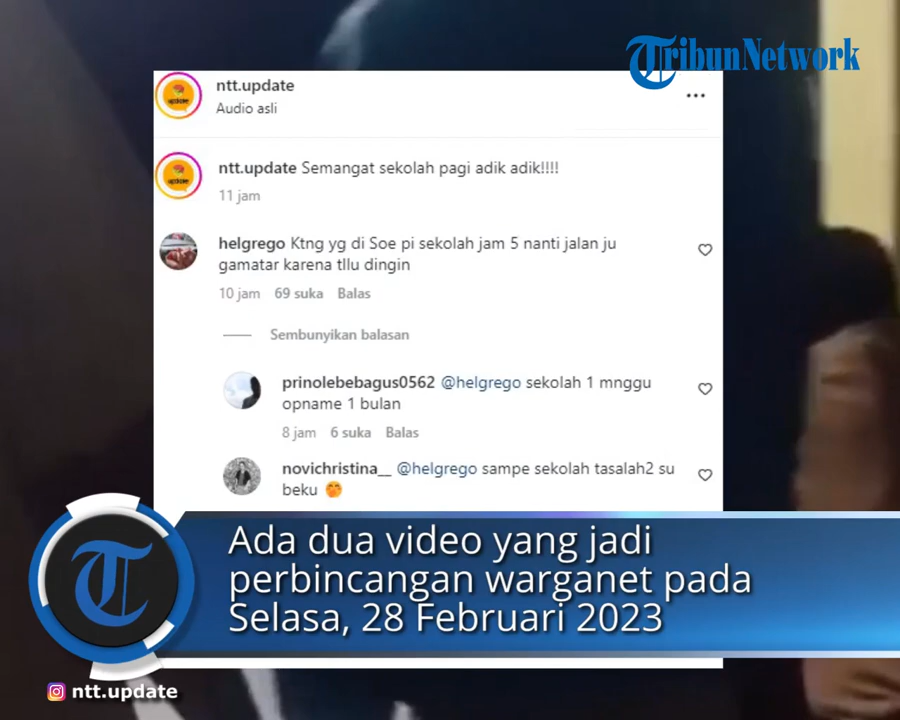 TribunNetwork
ntt.update
Audio asli
ntt.update Semangat sekolah pagi adik adik!!!!
11 jam
helgrego Ktng yg di Soe pi sekolah jam 5 nanti jalan ju
gamatar karena tllu dingin
10 jam 69 suka Balas
Sembunyikan balasan
prinolebebagus0562 @helgrego sekolah 1 mnggu
opname 1 bulan
8 jam 6 suka Balas
novichristina__ @helgrego sampe sekolah tasalah2 su
beku 🤭
Ada dua video yang jadi
perbincangan warganet pada
Selasa, 28 Februari 2023
ntt.update